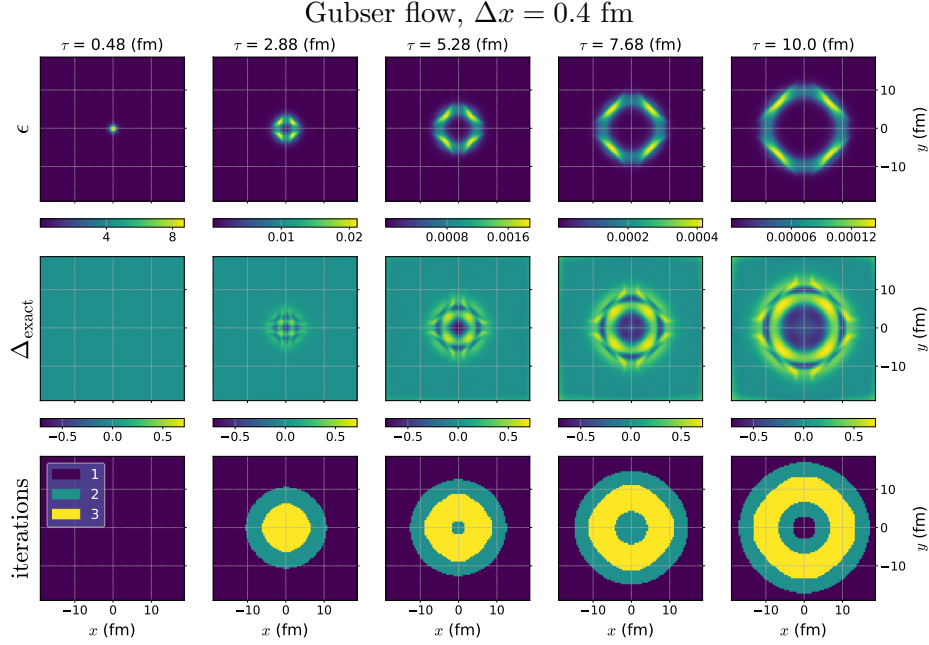 Gubser flow, Δx = 0.4 fm
τ = 0.48 (fm) τ = 2.88 (fm) τ = 5.28 (fm) τ = 7.68 (fm) τ = 10.0 (fm)
ϵ
10
0
−10
y (fm)
4 8 0.01 0.02 0.0008 0.0016 0.0002 0.0004 0.00006 0.00012
Δexact
10
0
−10
y (fm)
−0.5 0.0 0.5 −0.5 0.0 0.5 −0.5 0.0 0.5 −0.5 0.0 0.5 −0.5 0.0 0.5
iterations
1
2
3
10
0
−10
y (fm)
−10 0 10 −10 0 10 −10 0 10 −10 0 10 −10 0 10
x (fm) x (fm) x (fm) x (fm) x (fm)